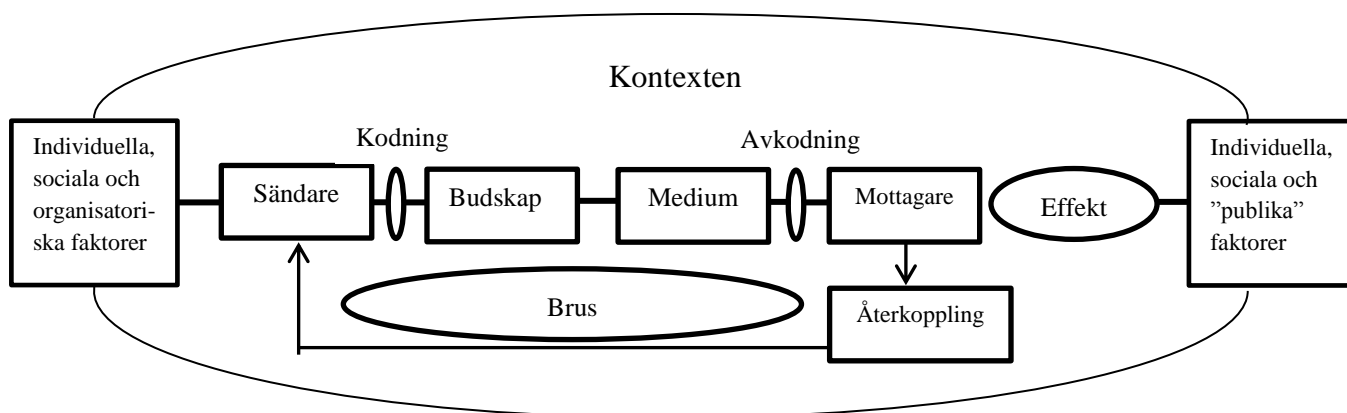 Kontexten
Kodning
Avkodning
Individuella,
sociala och
organisatori-
ska faktorer
Sändare
Budskap
Medium
Mottagare
Effekt
Individuella,
sociala och
”publika”
faktorer
Brus
Återkoppling